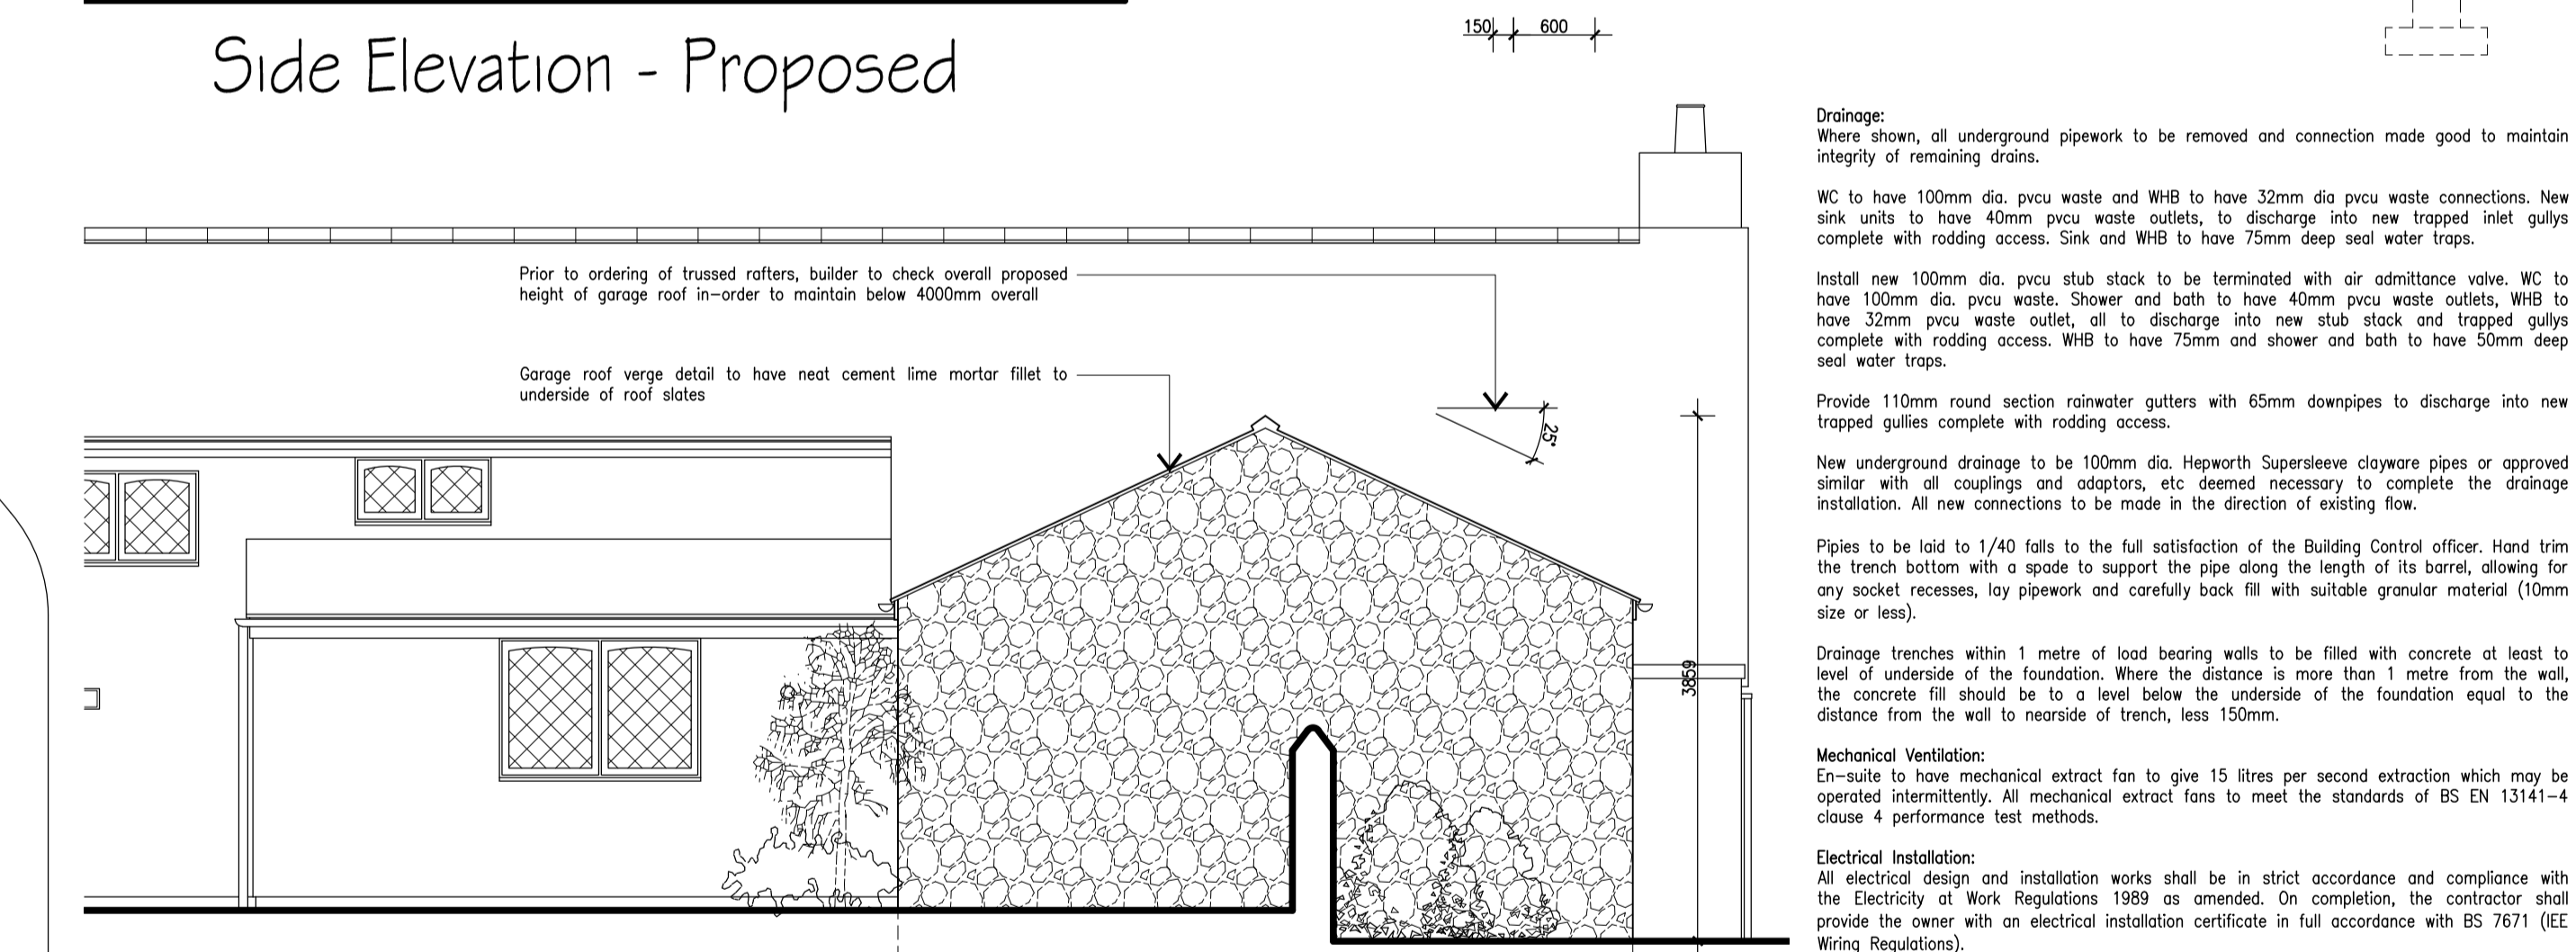 Side Elevation - Proposed
150 600
Prior to ordering of trussed rafters, builder to check overall proposed
height of garage roof in-order to maintain below 4000mm overall
Garage roof verge detail to have neat cement lime mortar fillet to
underside of roof slates
25°
3859
Drainage:
Where shown, all underground pipework to be removed and connection made good to maintain
integrity of remaining drains.
WC to have 100mm dia. pvcu waste and WHB to have 32mm dia pvcu waste connections. New
sink units to have 40mm pvcu waste outlets, to discharge into new trapped inlet gullys
complete with rodding access. Sink and WHB to have 75mm deep seal water traps.
Install new 100mm dia. pvcu stub stack to be terminated with air admittance valve. WC to
have 100mm dia. pvcu waste. Shower and bath to have 40mm pvcu waste outlets, WHB to
have 32mm pvcu waste outlet, all to discharge into new stub stack and trapped gullys
complete with rodding access. WHB to have 75mm and shower and bath to have 50mm deep
seal water traps.
Provide 110mm round section rainwater gutters with 65mm downpipes to discharge into new
trapped gullies complete with rodding access.
New underground drainage to be 100mm dia. Hepworth Supersleeve clayware pipes or approved
similar with all couplings and adaptors, etc deemed necessary to complete the drainage
installation. All new connections to be made in the direction of existing flow.
Pipies to be laid to 1/40 falls to the full satisfaction of the Building Control officer. Hand trim
the trench bottom with a spade to support the pipe along the length of its barrel, allowing for
any socket recesses, lay pipework and carefully back fill with suitable granular material (10mm
size or less).
Drainage trenches within 1 metre of load bearing walls to be filled with concrete at least to
level of underside of the foundation. Where the distance is more than 1 metre from the wall,
the concrete fill should be to a level below the underside of the foundation equal to the
distance from the wall to nearside of trench, less 150mm.
Mechanical Ventilation:
En-suite to have mechanical extract fan to give 15 litres per second extraction which may be
operated intermittently. All mechanical extract fans to meet the standards of BS EN 13141-4
clause 4 performance test methods.
Electrical Installation:
All electrical design and installation works shall be in strict accordance and compliance with
the Electricity at Work Regulations 1989 as amended. On completion, the contractor shall
provide the owner with an electrical installation certificate in full accordance with BS 7671 (IEE
Wiring Regulations).